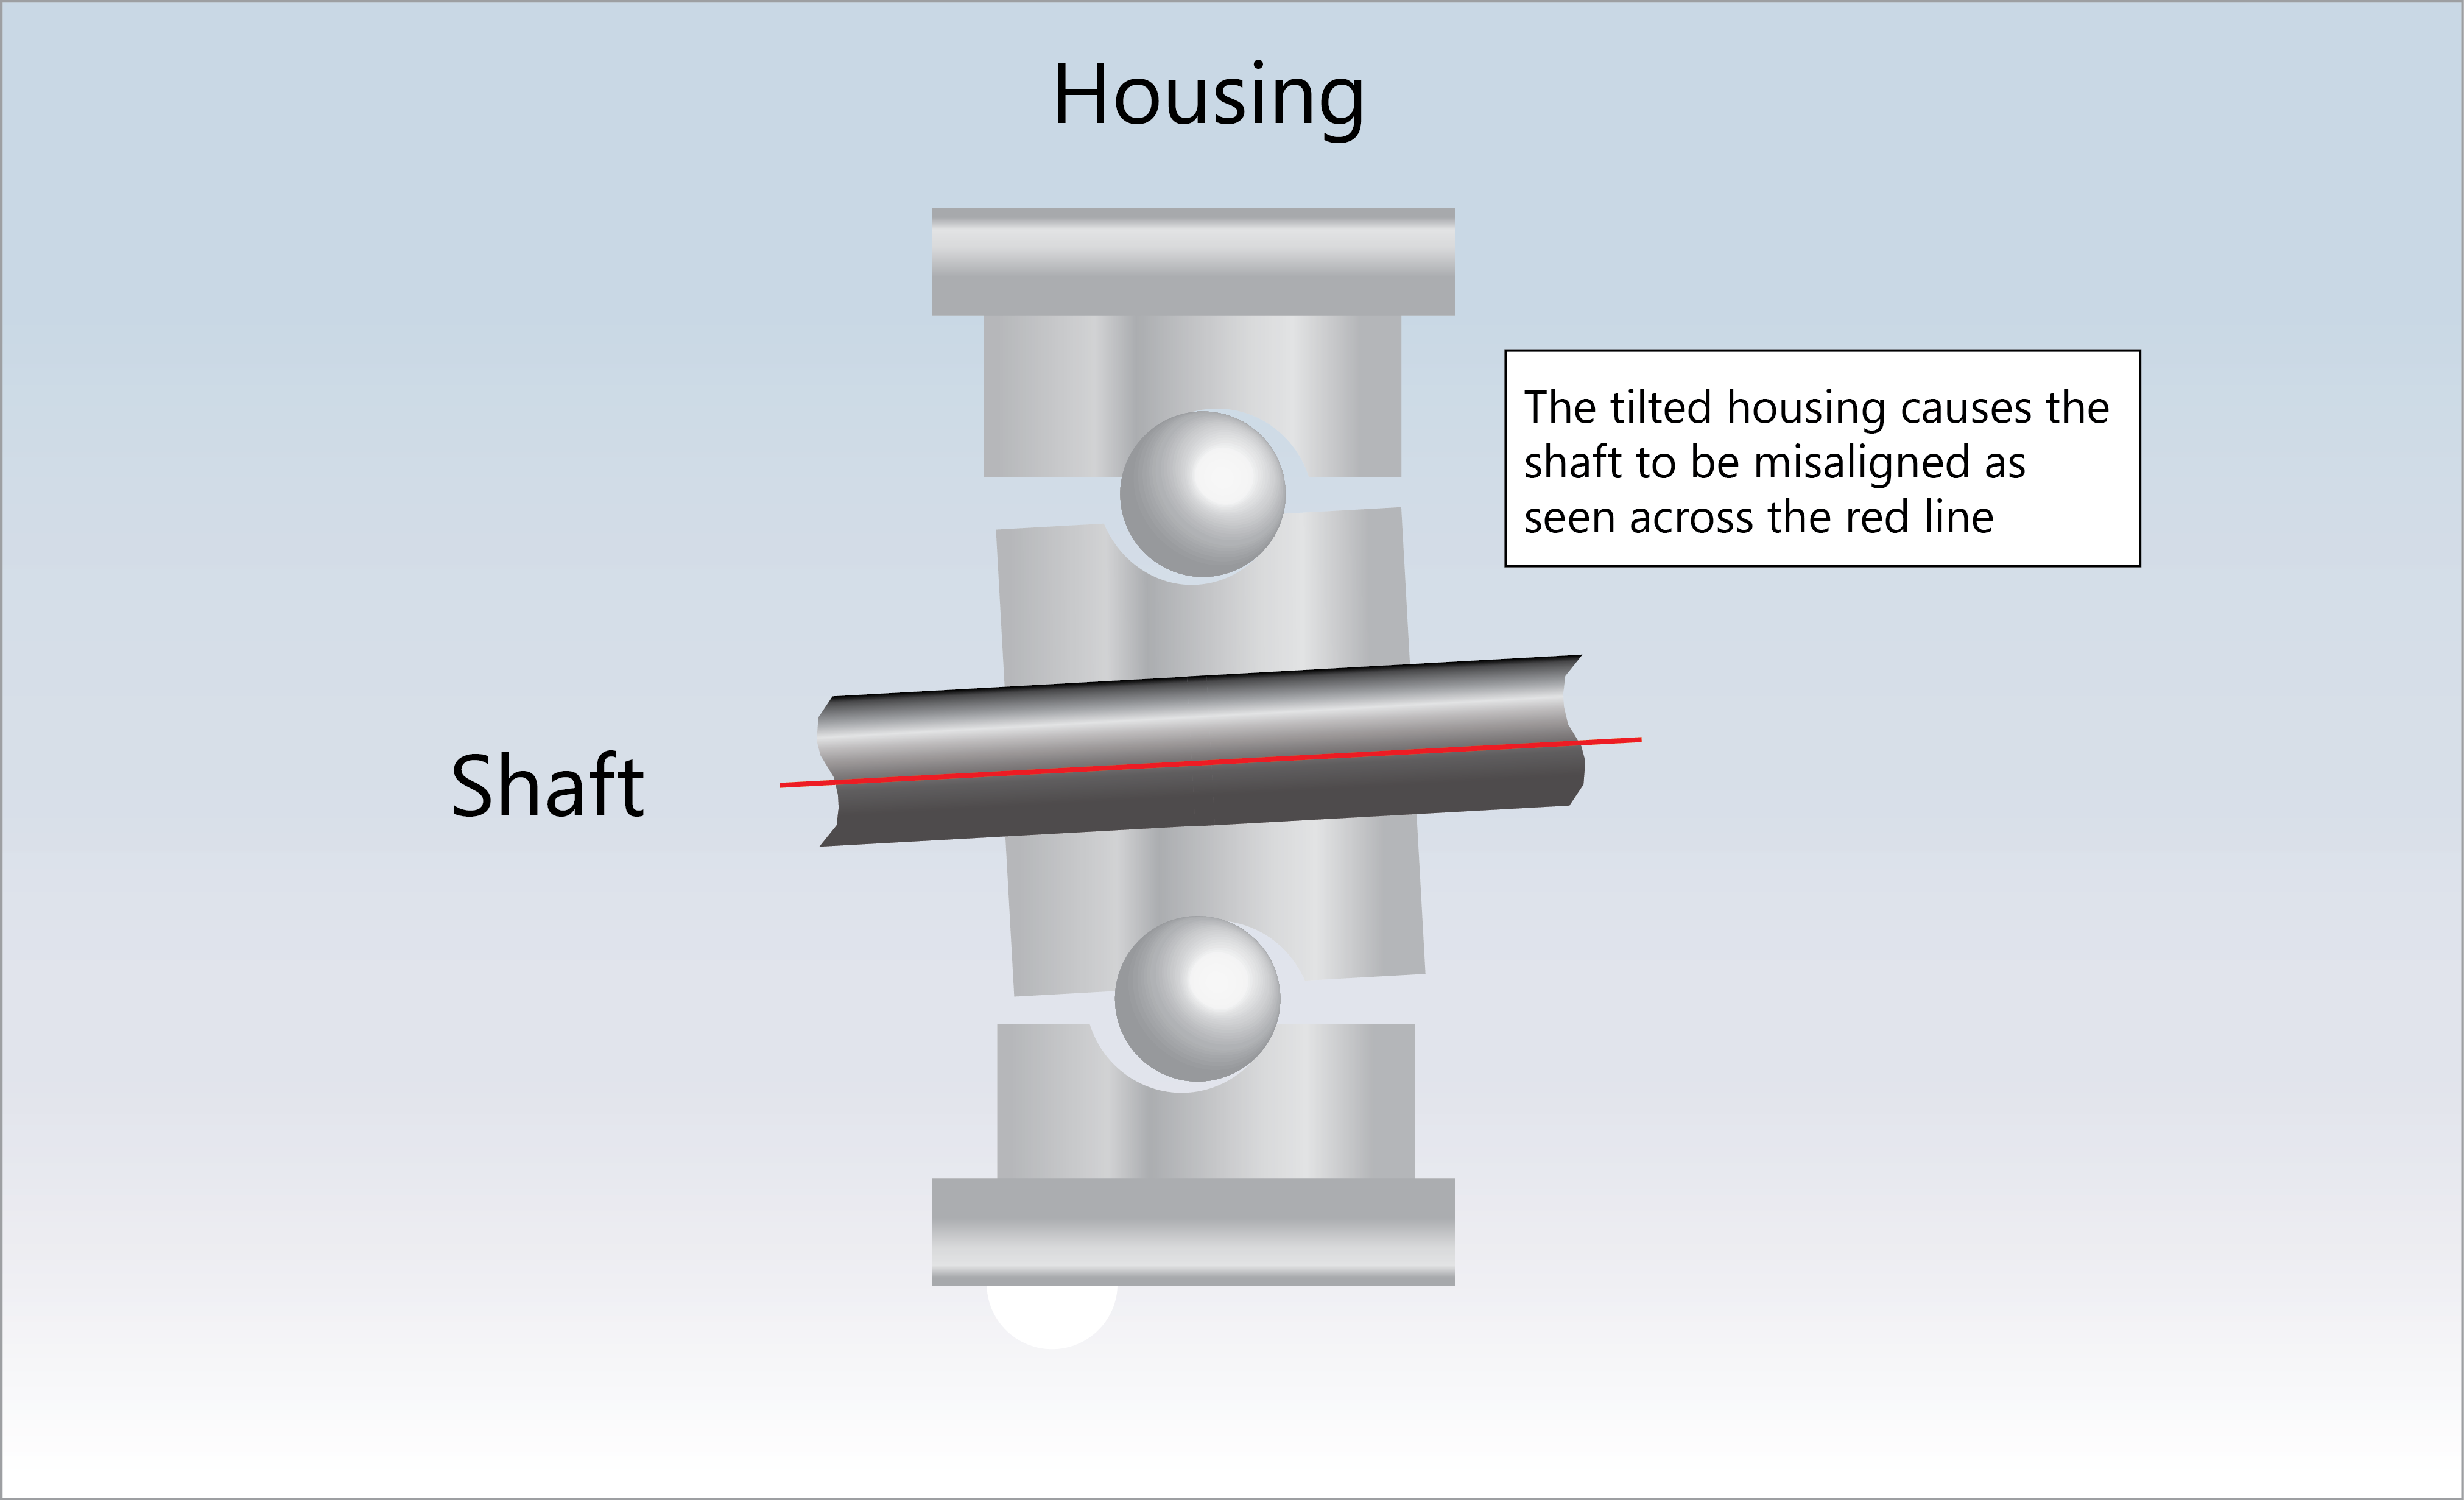 Housing
The tilted housing causes the
shaft to be misaligned as
seen across the red line
Shaft